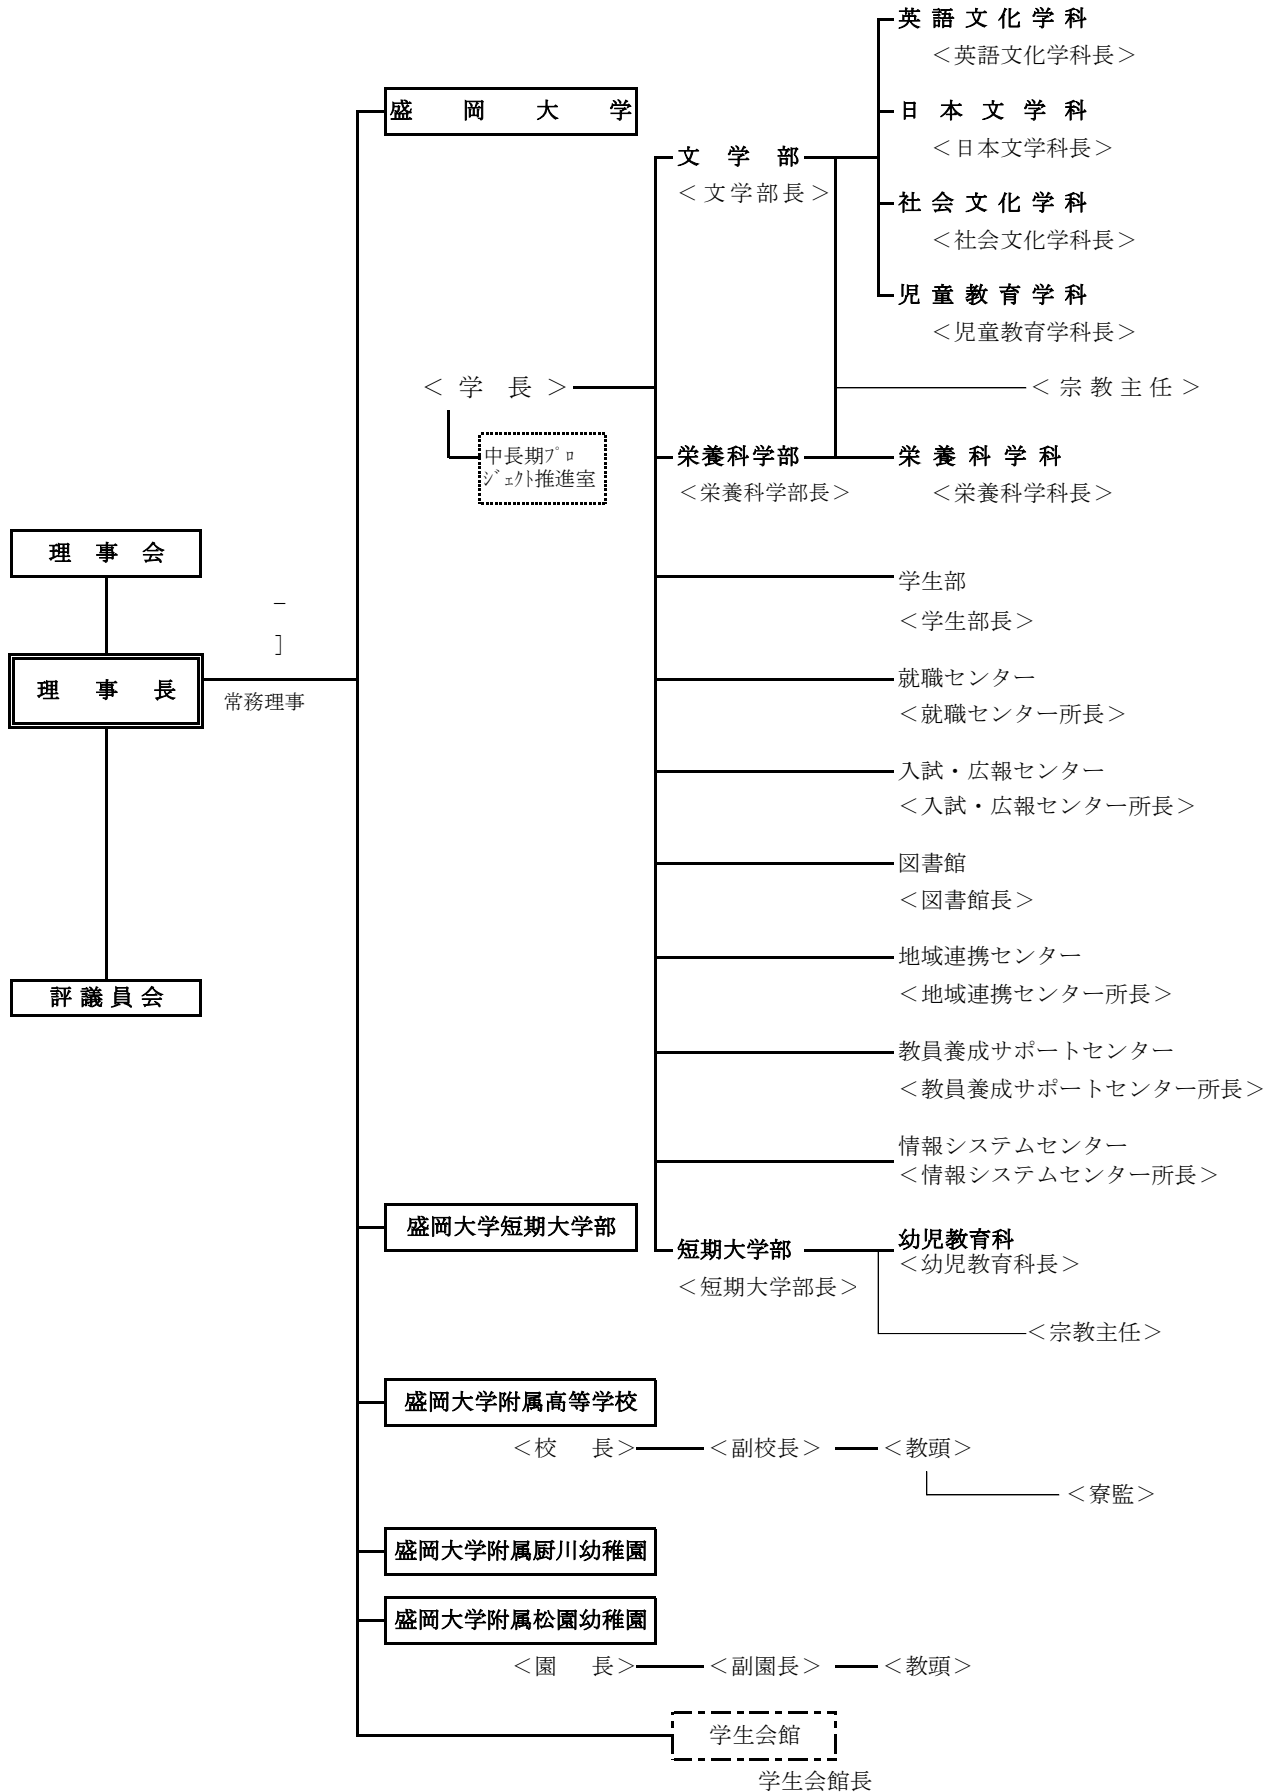 英語文化学科
＜英語文化学科長＞
盛岡大学
日本文学科
＜日本文学科長＞
文学部
＜文学部長＞
社会文化学科
＜社会文化学科長＞
児童教育学科
＜児童教育学科長＞
＜学長＞
＜宗教主任＞
中長期ﾌﾟﾛ
ｼﾞｪｸﾄ推進室
栄養科学部
＜栄養科学部長＞
栄養科学科
＜栄養科学科長＞
理事会
学生部
＜学生部長＞
理事長
常務理事
就職センター
＜就職センター所長＞
入試・広報センター
＜入試・広報センター所長＞
図書館
＜図書館長＞
地域連携センター
＜地域連携センター所長＞
評議員会
教員養成サポートセンター
＜教員養成サポートセンター所長＞
情報システムセンター
＜情報システムセンター所長＞
盛岡大学短期大学部
短期大学部
＜短期大学部長＞
幼児教育科
＜幼児教育科長＞
＜宗教主任＞
盛岡大学附属高等学校
＜校長＞ ＜副校長＞ ＜教頭＞
＜寮監＞
盛岡大学附属厨川幼稚園
盛岡大学附属松園幼稚園
＜園長＞ ＜副園長＞ ＜教頭＞
学生会館
学生会館長